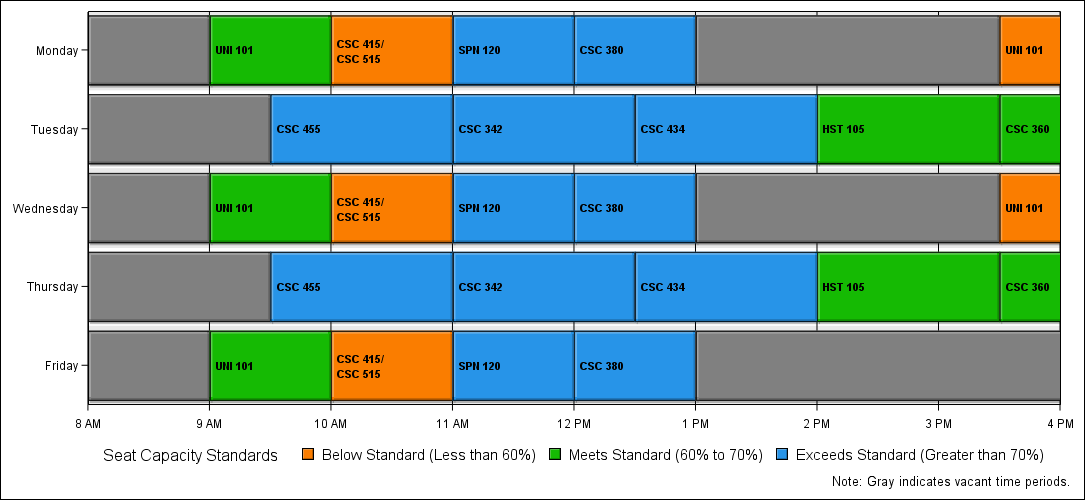 Monday
UNI 101
CSC 415/
CSC 515
SPN 120
CSC 380
UNI 101
Tuesday
CSC 455
CSC 342
CSC 434
HST 105
CSC 360
Wednesday
UNI 101
CSC 415/
CSC 515
SPN 120
CSC 380
UNI 101
Thursday
CSC 455
CSC 342
CSC 434
HST 105
CSC 360
Friday
UNI 101
CSC 415/
CSC 515
SPN 120
CSC 380
8 AM
9 AM
10 AM
11 AM
12 PM
1 PM
2 PM
3 PM
4 PM
Seat Capacity Standards
Below Standard (Less than 60%)
Meets Standard (60% to 70%)
Exceeds Standard (Greater than 70%)
Note: Gray indicates vacant time periods.